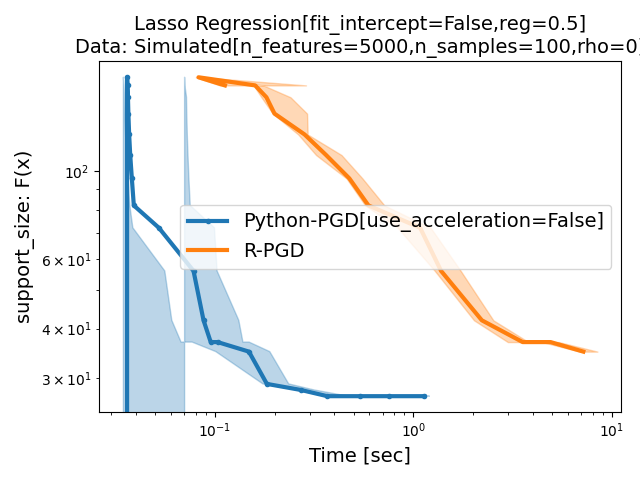 Lasso Regression[fit_intercept=False,reg=0.5]
Data: Simulated[n_features=5000,n_samples=100,rho=0]
support_size: F(x)
10²
6 × 10¹
4 × 10¹
3 × 10¹
Python-PGD[use_acceleration=False]
R-PGD
10⁻¹
10⁰
10¹
Time [sec]